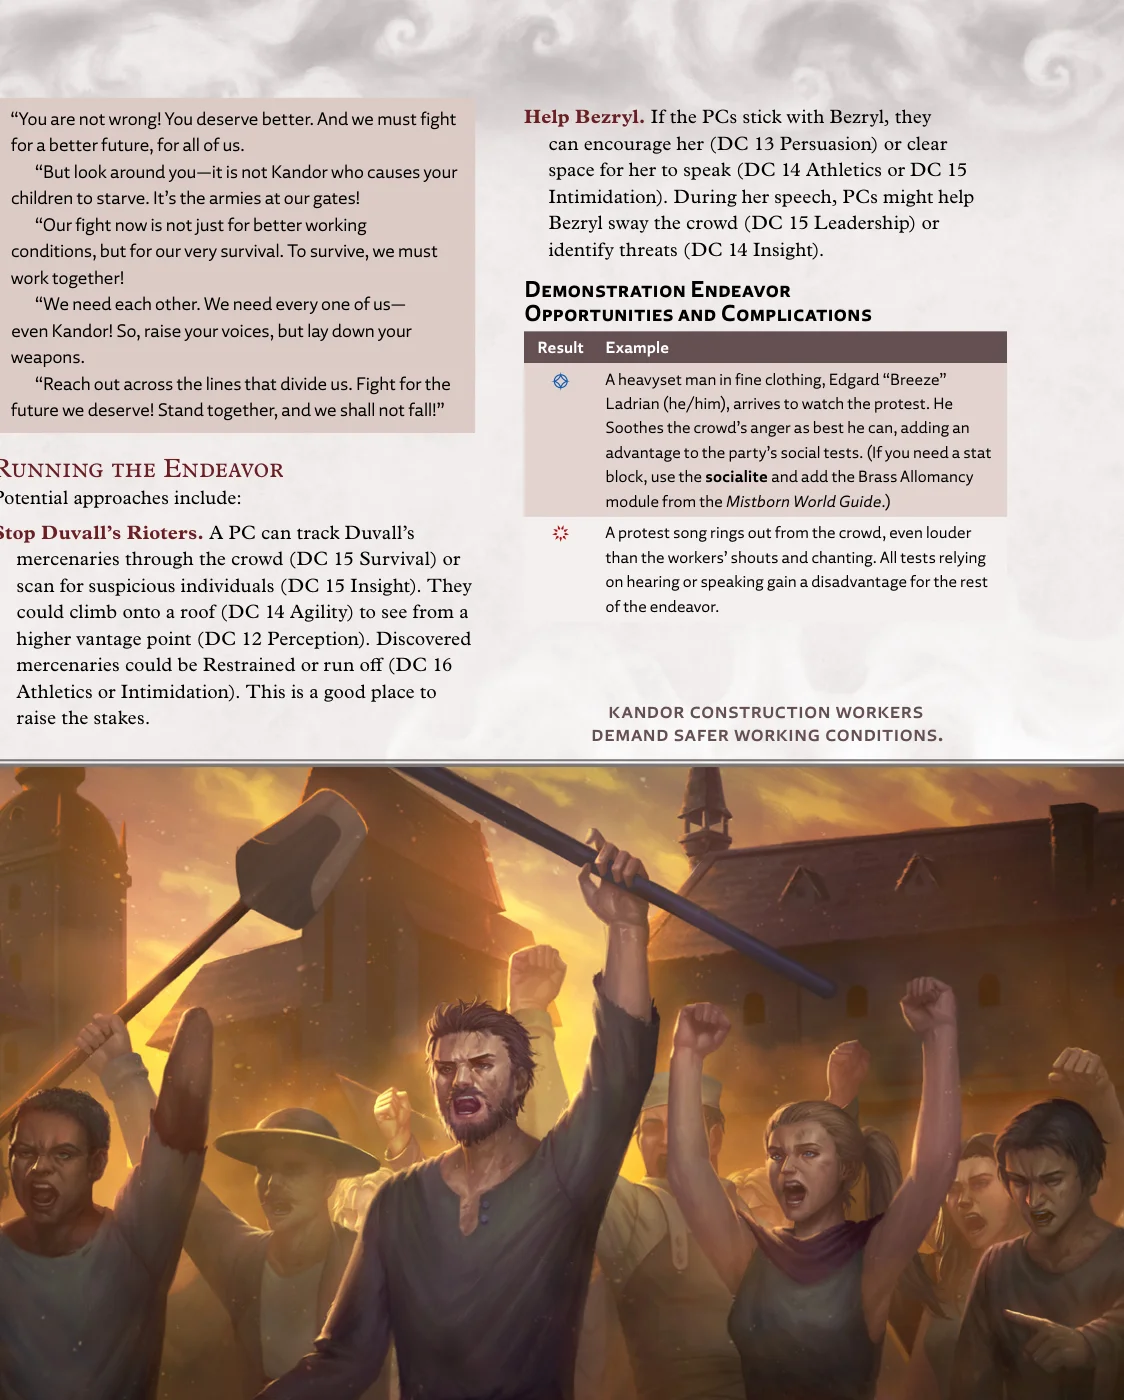 “You are not wrong! You deserve better. And we must fight
for a better future, for all of us.
“But look around you—it is not Kandor who causes your
children to starve. It’s the armies at our gates!
“Our fight now is not just for better working
conditions, but for our very survival. To survive, we must
work together!
“We need each other. We need every one of us—
even Kandor! So, raise your voices, but lay down your
weapons.
“Reach out across the lines that divide us. Fight for the
future we deserve! Stand together, and we shall not fall!”
Running the Endeavor
Potential approaches include:
Stop Duvall’s Rioters. A PC can track Duvall’s
mercenaries through the crowd (DC 15 Survival) or
scan for suspicious individuals (DC 15 Insight). They
could climb onto a roof (DC 14 Agility) to see from a
higher vantage point (DC 12 Perception). Discovered
mercenaries could be Restrained or run off (DC 16
Athletics or Intimidation). This is a good place to
raise the stakes.
Help Bezryl. If the PCs stick with Bezryl, they
can encourage her (DC 13 Persuasion) or clear
space for her to speak (DC 14 Athletics or DC 15
Intimidation). During her speech, PCs might help
Bezryl sway the crowd (DC 15 Leadership) or
identify threats (DC 14 Insight).
Demonstration Endeavor
Opportunities and Complications
Result Example
A heavyset man in fine clothing, Edgard “Breeze”
Ladrian (he/him), arrives to watch the protest. He
Soothes the crowd’s anger as best he can, adding an
advantage to the party’s social tests. (If you need a stat
block, use the socialite and add the Brass Allomancy
module from the Mistborn World Guide.)
A protest song rings out from the crowd, even louder
than the workers’ shouts and chanting. All tests relying
on hearing or speaking gain a disadvantage for the rest
of the endeavor.
KANDOR CONSTRUCTION WORKERS
DEMAND SAFER WORKING CONDITIONS.